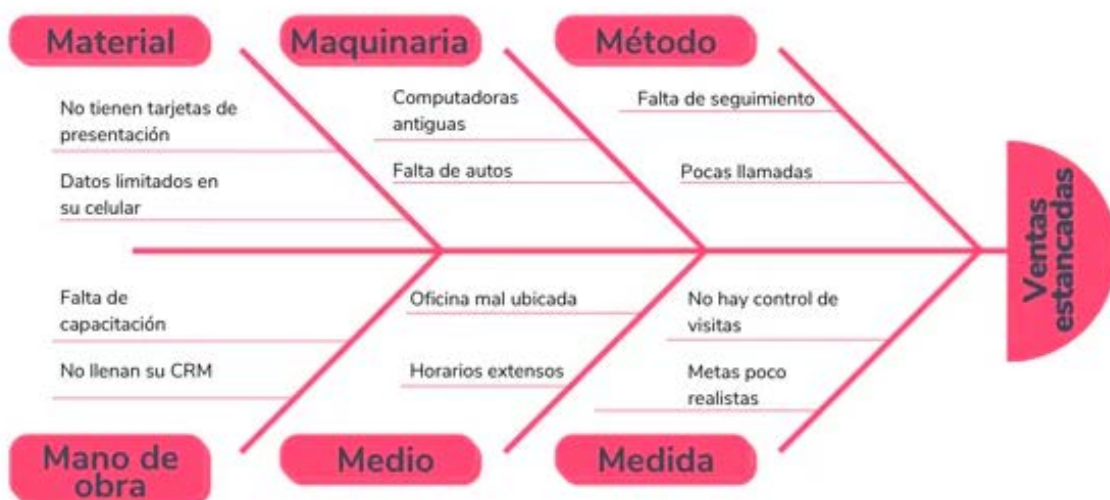 Material
Maquinaria
Método
No tienen tarjetas de
presentación
Datos limitados en
su celular
Computadoras
antiguas
Falta de autos
Falta de seguimiento
Pocas llamadas
Ventas
estancadas
Falta de
capacitación
No llenan su CRM
Oficina mal ubicada
Horarios extensos
No hay control de
visitas
Metas poco
realistas
Mano de
obra
Medio
Medida